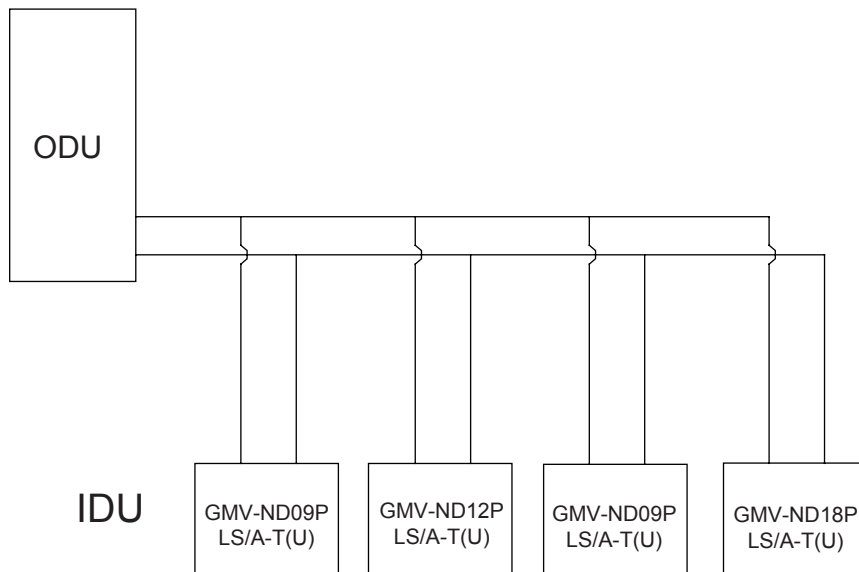 ODU
IDU
GMV-ND09P
LS/A-T(U)
GMV-ND12P
LS/A-T(U)
GMV-ND09P
LS/A-T(U)
GMV-ND18P
LS/A-T(U)